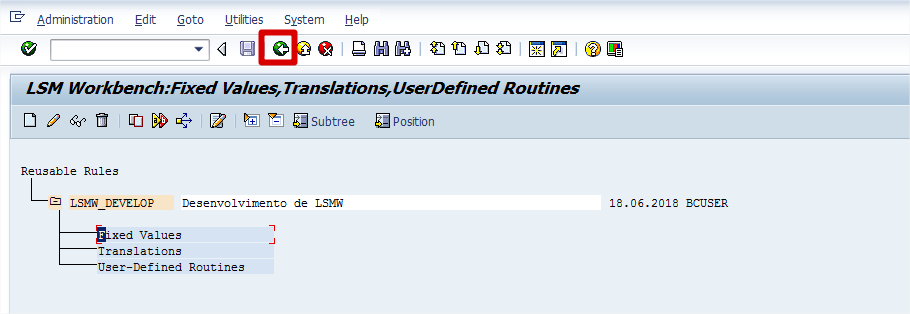 Administration Edit Goto Utilities System Help
LSM Workbench:Fixed Values,Translations,UserDefined Routines
Subtree Position
Reusable Rules
LSMW_DEVELOP Desenvolvimento de LSMW 18.06.2018 BCUSER
Fixed Values
Translations
User-Defined Routines